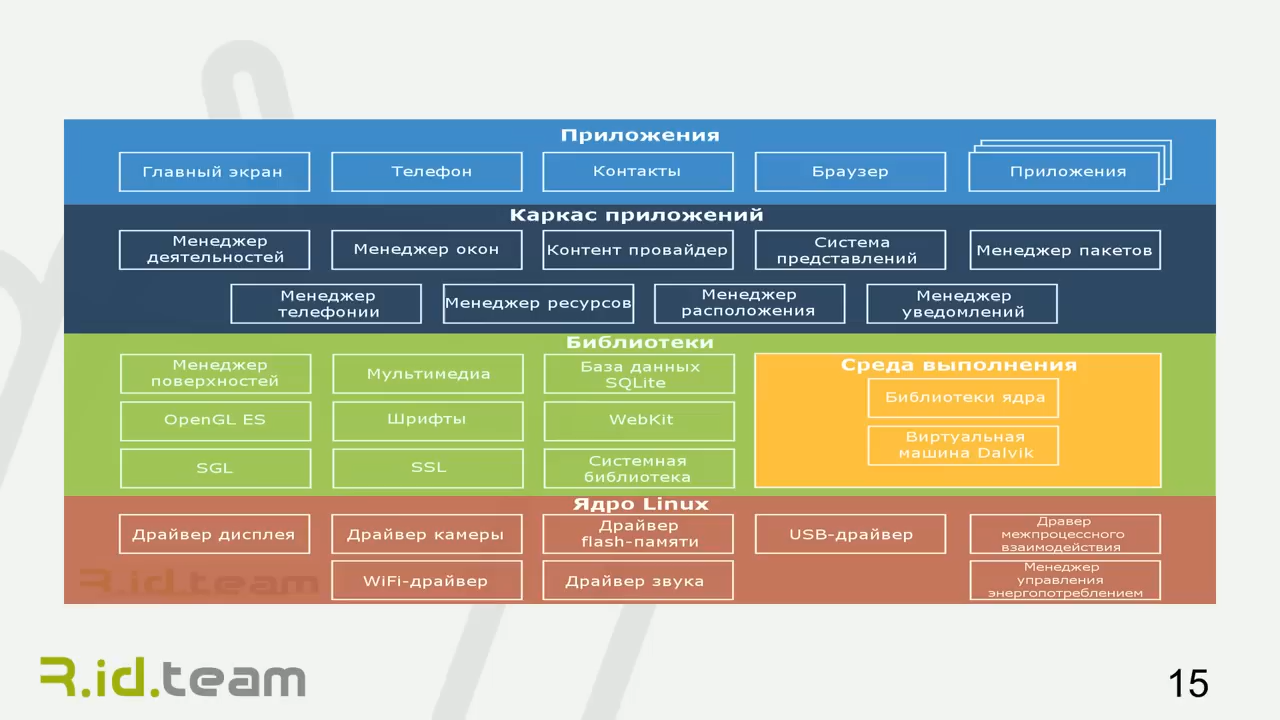 Приложения
Главный экран
Телефон
Контакты
Браузер
Приложения
Каркас приложений
Менеджер
деятельностей
Менеджер окон
Контент провайдер
Система
представлений
Менеджер пакетов
Менеджер
телефонии
Менеджер ресурсов
Менеджер
расположения
Менеджер
уведомлений
Библиотеки
Менеджер
поверхностей
Мультимедиа
База данных
SQLite
OpenGL ES
Шрифты
WebKit
SGL
SSL
Системная
библиотека
Среда выполнения
Библиотеки ядра
Виртуальная
машина Dalvik
Ядро Linux
Драйвер дисплея
Драйвер камеры
Драйвер
flash-памяти
USB-драйвер
Дравер
межпроцессного
взаимодействия
R.id.team
WiFi-драйвер
Драйвер звука
Менеджер
управления
энергопотреблением
R.id.team
15